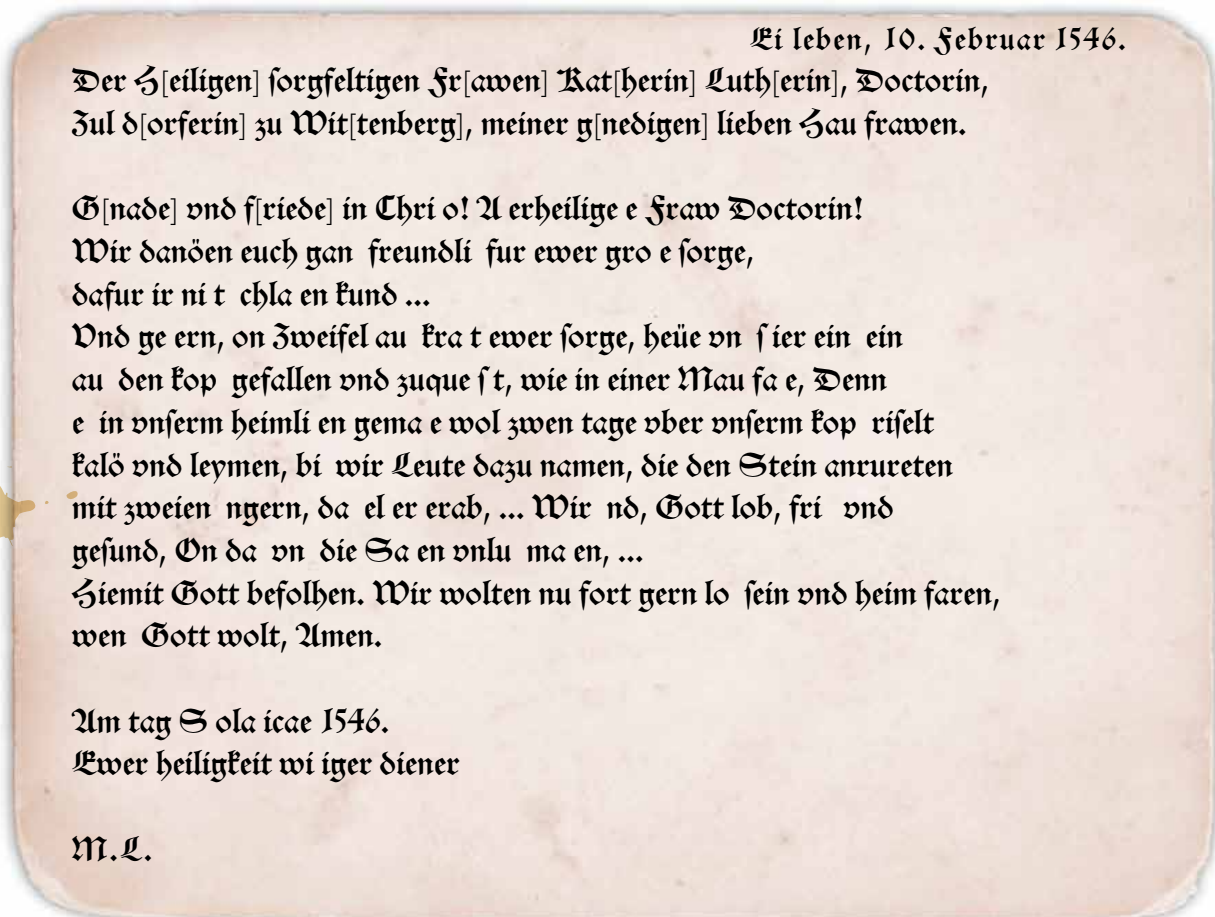 Ei leben, 10. Februar 1546.
Der H[eiligen] ſorgfeltigen Fr[awen] Kat[herin] Luth[erin], Doctorin,
Zul d[orferin] zu Wit[tenberg], meiner g[nedigen] lieben Hau frawen.
G[nade] vnd f[riede] in Chri o! A erheilige e Fraw Doctorin!
Wir danöen euch gan freundli fur ewer gro e ſorge,
dafur ir ni t chla en kund ...
Vnd ge ern, on Zweifel au kra t ewer ſorge, heüe vn ſ ier ein ein
au den kop gefallen vnd zuque ſ t, wie in einer Mau fa e, Denn
e in vnſerm heimli en gema e wol zwen tage vber vnſerm kop riſelt
kalö vnd leymen, bi wir Leute dazu namen, die den Stein anrureten
mit zweien ngern, da el er erab, ... Wir nd, Gott lob, fri vnd
geſund, On da vn die Sa en vnlu ma en, ...
Hiemit Gott befolhen. Wir wolten nu fort gern lo ſein vnd heim faren,
wen Gott wolt, Amen.
Am tag S ola icae 1546.
Ewer heiligkeit wi iger diener
M.L.